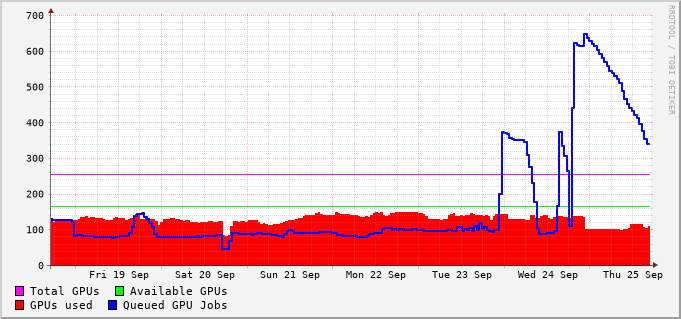 700
600
500
400
300
200
100
0
Fri 19 Sep Sat 20 Sep Sun 21 Sep Mon 22 Sep Tue 23 Sep Wed 24 Sep Thu 25 Sep
Total GPUs Available GPUs
GPUs used Queued GPU Jobs
RRDTOOL / TOBI OETIKER